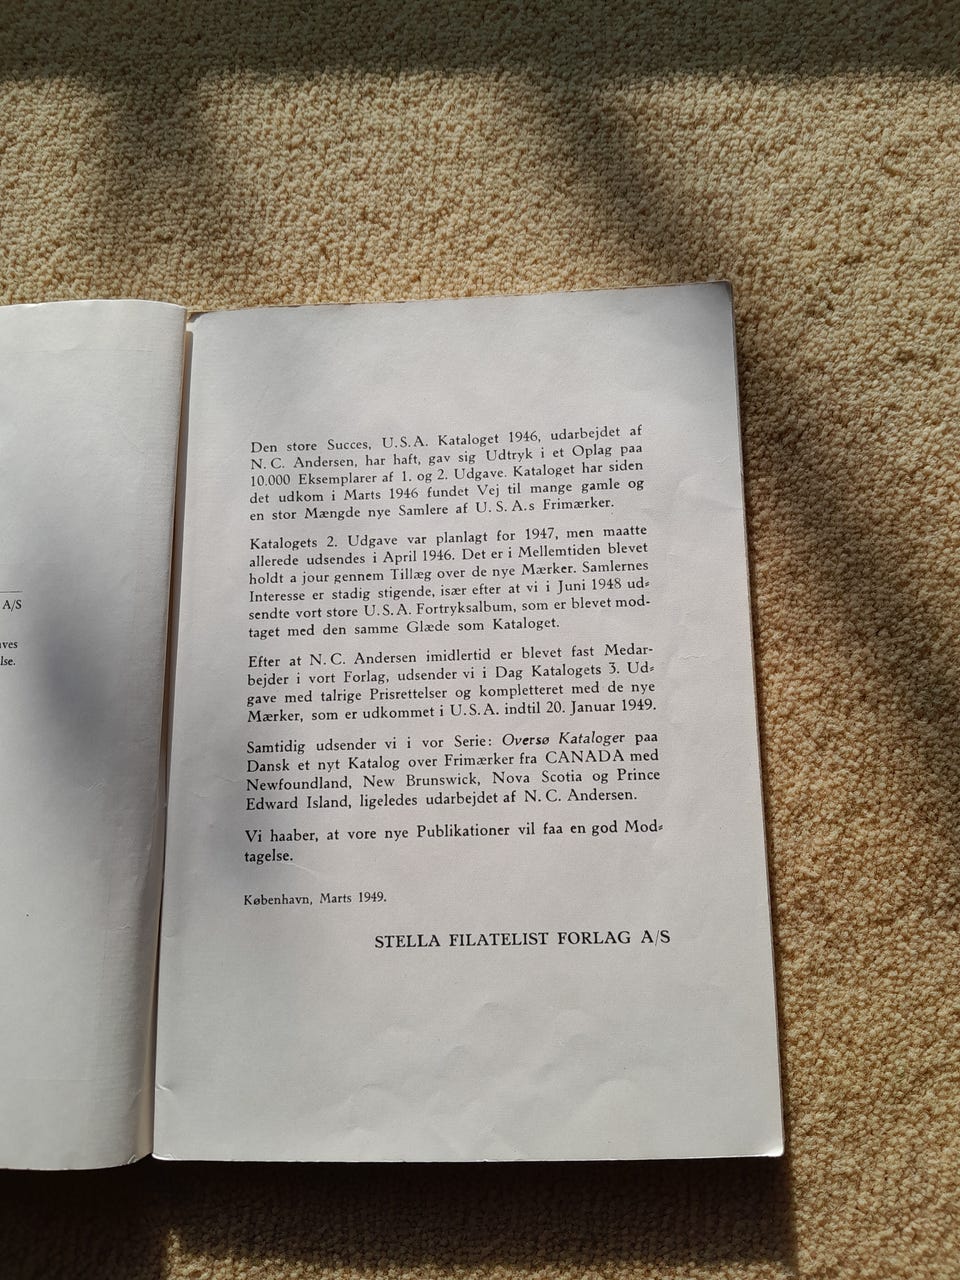 A/S
lse.
Den store Succes, U.S.A. Kataloget 1946, udarbejdet af
N. C. Andersen, har haft, gav sig Udtryk i et Oplag paa
10.000 Eksemplarer af 1. og 2. Udgave. Kataloget har siden
det udkom i Marts 1946 fundet Vej til mange gamle og
en stor Mængde nye Samlere af U. S. A.s Frimærker.
Katalogets 2. Udgave var planlagt for 1947, men maatte
allerede udsendes i April 1946. Det er i Mellemtiden blevet
holdt a jour gennem Tillæg over de nye Mærker. Samlernes
Interesse er stadig stigende, især efter at vi i Juni 1948 ud-
sendte vort store U.S.A. Fortryksalbum, som er blevet mod-
taget med den samme Glæde som Kataloget.
Efter at N. C. Andersen imidlertid er blevet fast Medar-
bejder i vort Forlag, udsender vi i Dag Katalogets 3. Ud-
gave med talrige Prisrettelser og kompletteret med de nye
Mærker, som er udkommet i U.S.A. indtil 20. Januar 1949.
Samtidig udsender vi i vor Serie: Oversø Kataloger paa
Dansk et nyt Katalog over Frimærker fra CANADA med
Newfoundland, New Brunswick, Nova Scotia og Prince
Edward Island, ligeledes udarbejdet af N. C. Andersen.
Vi haaber, at vore nye Publikationer vil faa en god Mod-
tagelse.
København, Marts 1949.
STELLA FILATELIST FORLAG A/S